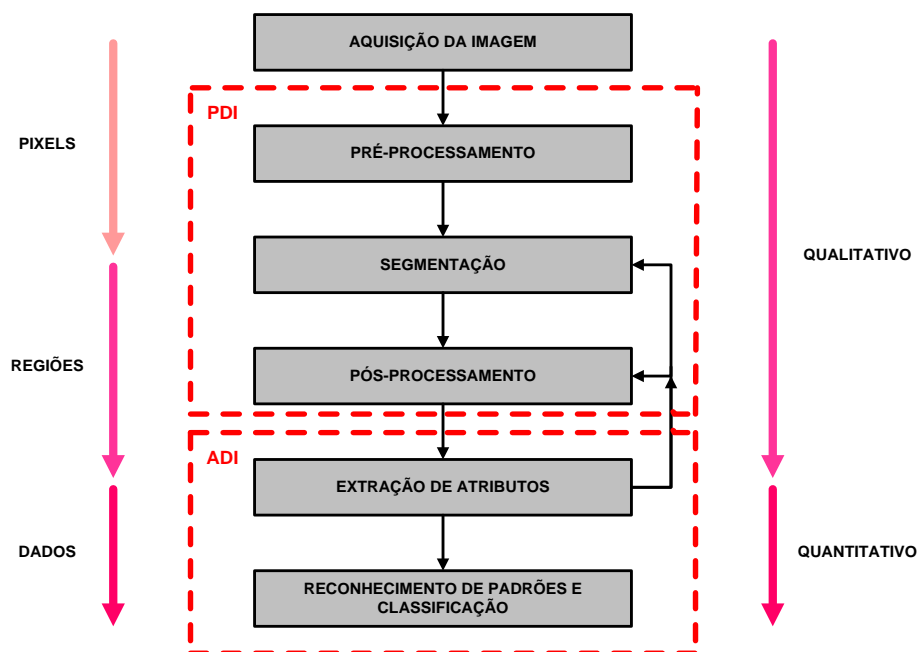 AQUISIÇÃO DA IMAGEM
PDI
PIXELS
PRÉ-PROCESSAMENTO
SEGMENTAÇÃO
QUALITATIVO
REGIÕES
PÓS-PROCESSAMENTO
ADI
EXTRAÇÃO DE ATRIBUTOS
DADOS
QUANTITATIVO
RECONHECIMENTO DE PADRÕES E
CLASSIFICAÇÃO